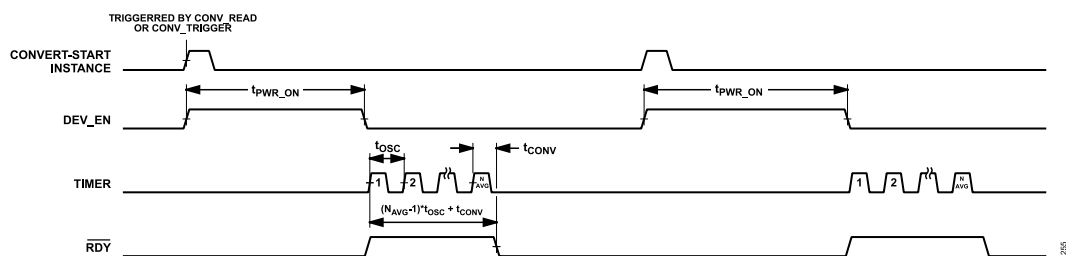 TRIGGERRED BY CONV_READ
OR CONV_TRIGGER
CONVERT-START
INSTANCE
tPWR_ON
tPWR_ON
DEV_EN
tOSC
tCONV
TIMER
1
2
N
AVG
1
2
N
AVG
(NAVG-1)*tOSC + tCONV
RDY
255